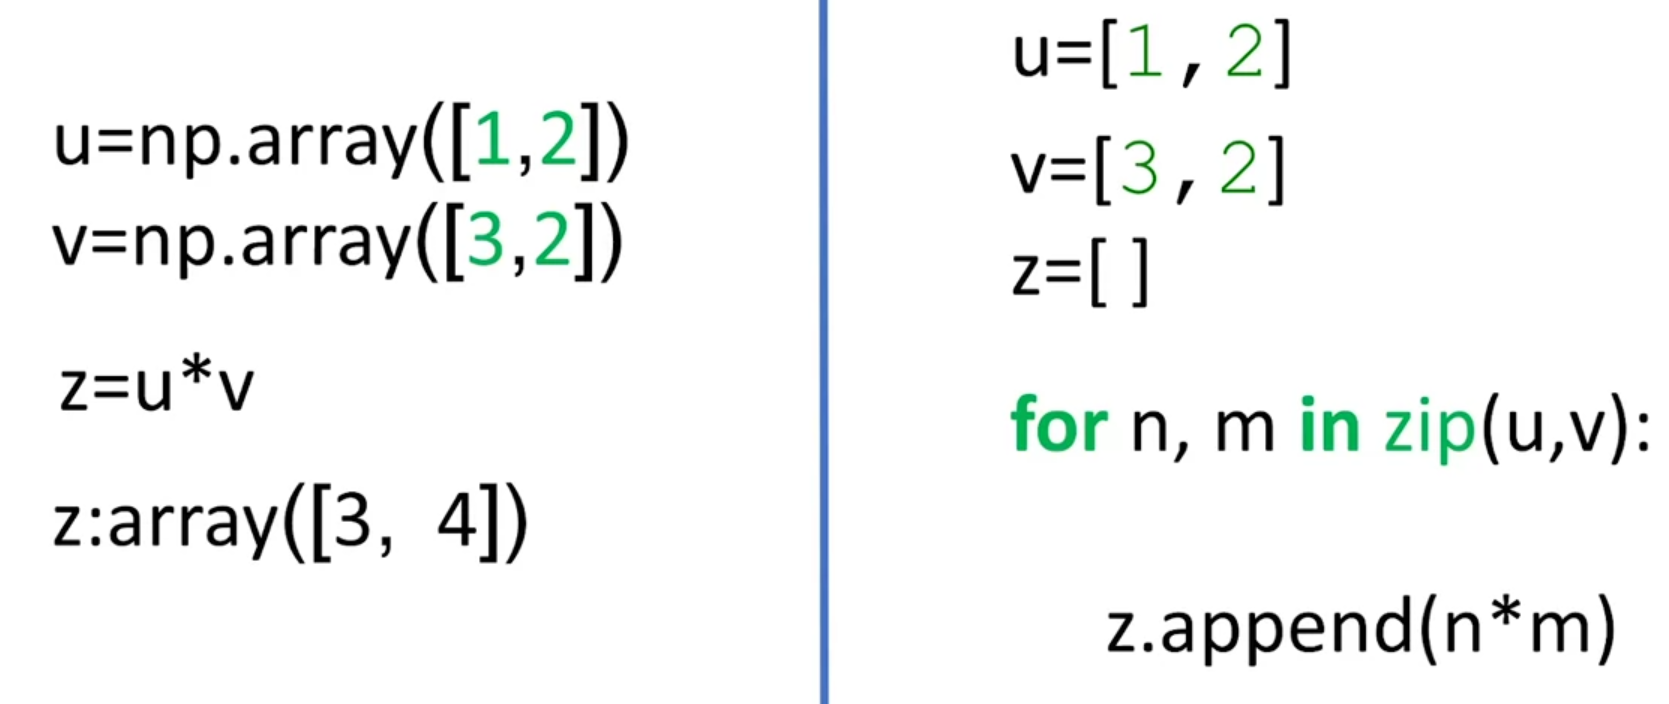 u=np.array([1,2])
v=np.array([3,2])
z=u*v
z:array([3, 4])
u=[1,2]
v=[3,2]
z=[ ]
for n, m in zip(u,v):
z.append(n*m)